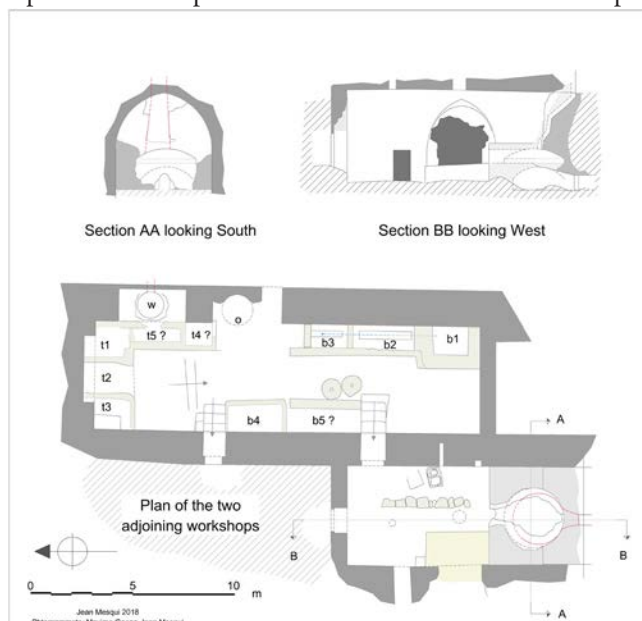 Section AA looking South
Section BB looking West
w
o
t1
t5 ?
t4 ?
b3
b2
b1
t2
t3
b4
b5 ?
A
A
Plan of the two
adjoining workshops
B
B
0
5
10
m
Jean Mesqui 2018